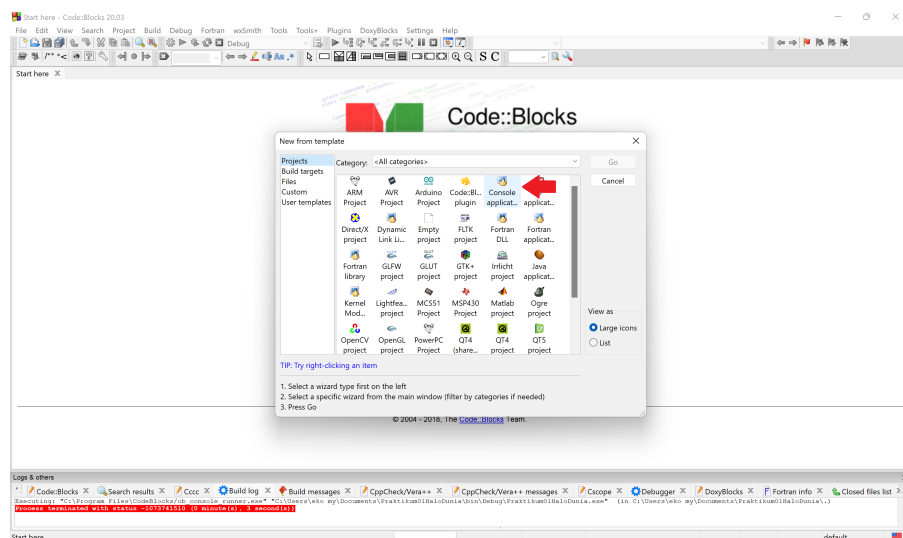 Start here - Code::Blocks 20.03
File Edit View Search Project Build Debug Fortran wxSmith Tools Tools+ Plugins DoxyBlocks Settings Help
Debug
S C
Start here X
Code::Blocks
New from template
Projects
Build targets
Files
Custom
User templates
Category: <All categories>
Go
Cancel
ARM Project
AVR Project
Arduino Project
Code::Bl... plugin
Console applicat...
applicat...
Direct/X project
Dynamic Link Li...
Empty project
FLTK project
Fortran DLL
Fortran applicat...
Fortran library
GLFW project
GLUT project
GTK+ project
Irrlicht project
Java applicat...
Kernel Mod...
Lightfea... project
MCS51 Project
MSP430 Project
Matlab project
Ogre project
OpenCV project
OpenGL project
PowerPC Project
QT4 (share...
QT4 project
QT5 project
View as
Large icons
List
TIP: Try right-clicking an item
1. Select a wizard type first on the left
2. Select a specific wizard from the main window (filter by categories if needed)
3. Press Go
© 2004 - 2018, The Code::Blocks Team.
Logs & others
Code::Blocks X Search results X Cccc X Build log X Build messages X CppCheck/Vera++ X CppCheck/Vera++ messages X Cscope X Debugger X DoxyBlocks X Fortran info X Closed files list
Executing: "C:\Program Files\CodeBlocks/cb_console_runner.exe" "C:\Users\eko my\Documents\Praktikum01HaloDunia\bin\Debug\Praktikum01HaloDunia.exe" (in C:\Users\eko my\Documents\Praktikum01HaloDunia\.)
Process terminated with status -1073741510 (0 minute(s), 3 second(s))
Start here
default